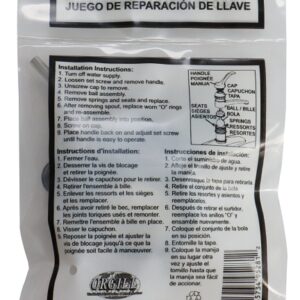 JUEGO DE REPARACIÓN DE LLAVE
Installation Instructions:
1. Turn off water supply.
2. Loosen set screw and remove handle.
3. Unscrew cap to remove.
4. Remove ball assembly.
5. Remove springs and seats and replace.
6. After removing spout, replace worn "O" rings
and re-assemble.
7. Place ball assembly into position.
8. Screw on cap.
9. Place handle back on and adjust set screw
until handle is easy to operate.
HANDLE
POIGNÉE
MANIJA
CAP
CAPUCHON
TAPA
SEATS
SIÈGES
ASIENTOS
BALL / BILLE
BOLA
SPRINGS
RESSORTS
RESORTES
Instructions d'installation:
1. Fermer l'eau.
2. Desserrer la vis de blocage
et retirer la poignée.
3. Dévisser le capuchon pour le retirer.
4. Retirer l'ensemble à bille.
5. Enlever les ressorts et les sièges
et les remplacer.
6. Après avoir retiré le bec, remplacer
les joints toriques usés et remonter.
7. Remettre l'ensemble à bille en place.
8. Visser le capuchon.
9. Remonter la poignée et ajuster la
vis de blocage jusqu'à ce que
la poignée soit facile à tourner.
Instrucciones de instalación:
1. Corte el suministro de agua.
2. Afloje el tornillo de ajuste y retire
la manija.
3. Desenrosque la tapa para retirarla.
4. Retire el conjunto de la bola.
5. Retire los resortes y asientos y
reemplácelos.
6. Después de retirar el surtidor,
reemplace los anillos "O" y
ensamble nuevamente.
7. Coloque el conjunto de la bola
en su posición.
8. Entornille la tapa.
9. Coloque la manija
en su lugar otra
vez y ajuste el
tornillo hasta que
la manija sea fácil
de accionar.
ORGILL